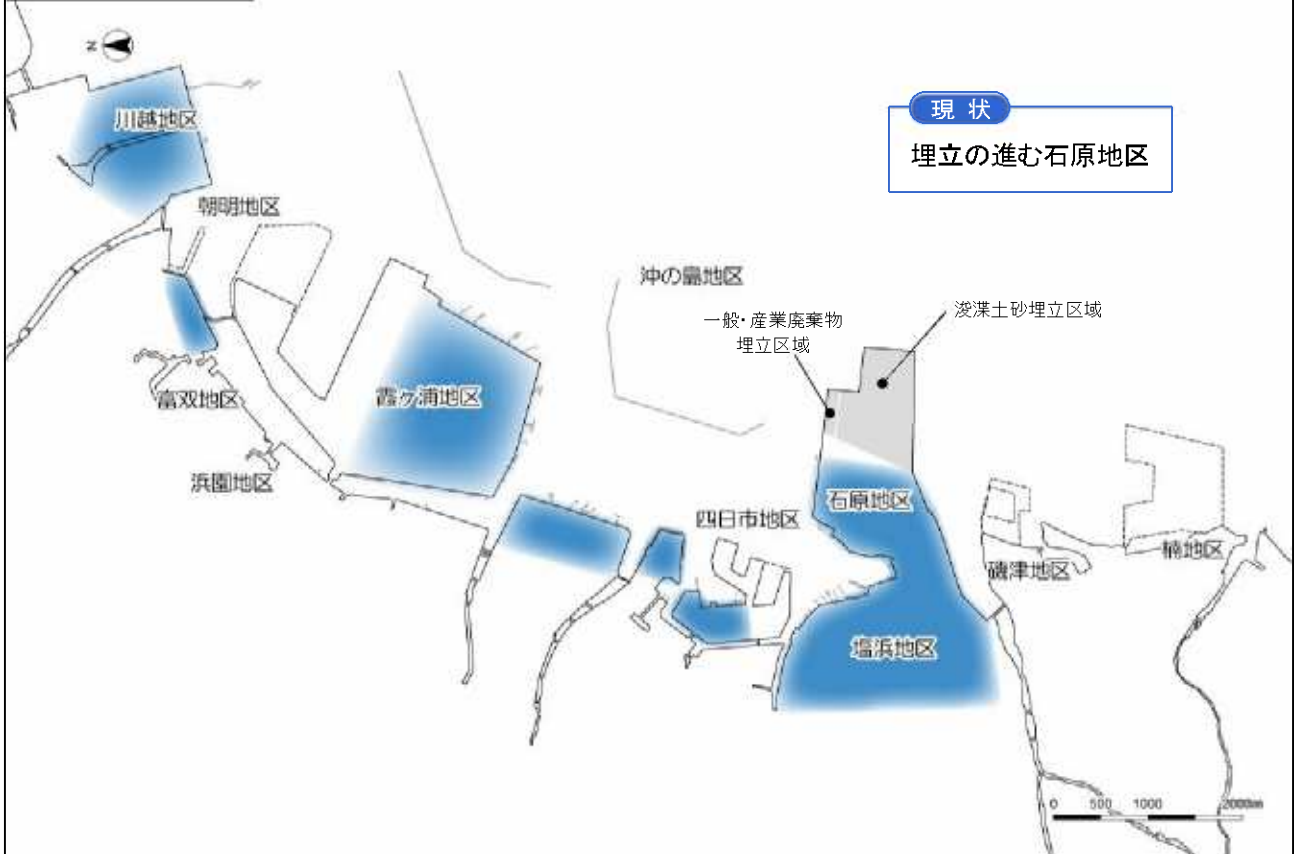 N
川越地区
現 状
埋立の進む石原地区
朝明地区
沖の島地区
一般・産業廃棄物
埋立区域
浚渫土砂埋立区域
富双地区
霞ヶ浦地区
浜園地区
石原地区
四日市地区
楠地区
磯津地区
塩浜地区
0 500 1000 2000m